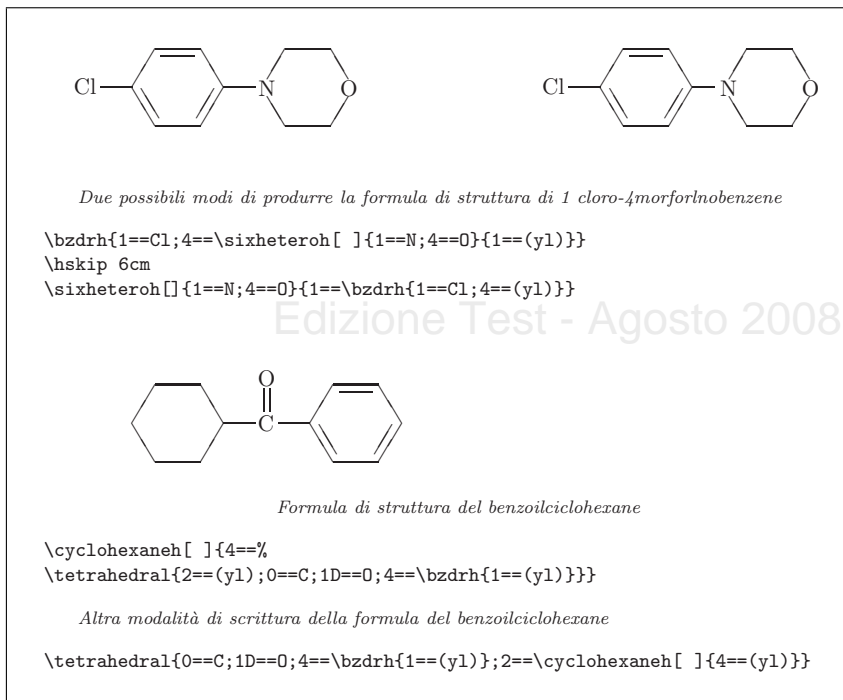 Cl N O Cl N O
Due possibili modi di produrre la formula di struttura di 1 cloro-4morforlnobenzene
\bzdrh{1==Cl;4==\sixheteroh[ ]{1==N;4==O}{1==(yl)}}
\hskip 6cm
\sixheteroh[]{1==N;4==O}{1==\bzdrh{1==Cl;4==(yl)}}
Edizione Test - Agosto 2008
O
C
Formula di struttura del benzoilciclohexane
\cyclohexaneh[ ]{4==%
\tetrahedral{2==(yl);0==C;1D==O;4==\bzdrh{1==(yl)}}}
Altra modalità di scrittura della formula del benzoilciclohexane
\tetrahedral{0==C;1D==O;4==\bzdrh{1==(yl)};2==\cyclohexaneh[ ]{4==(yl)}}